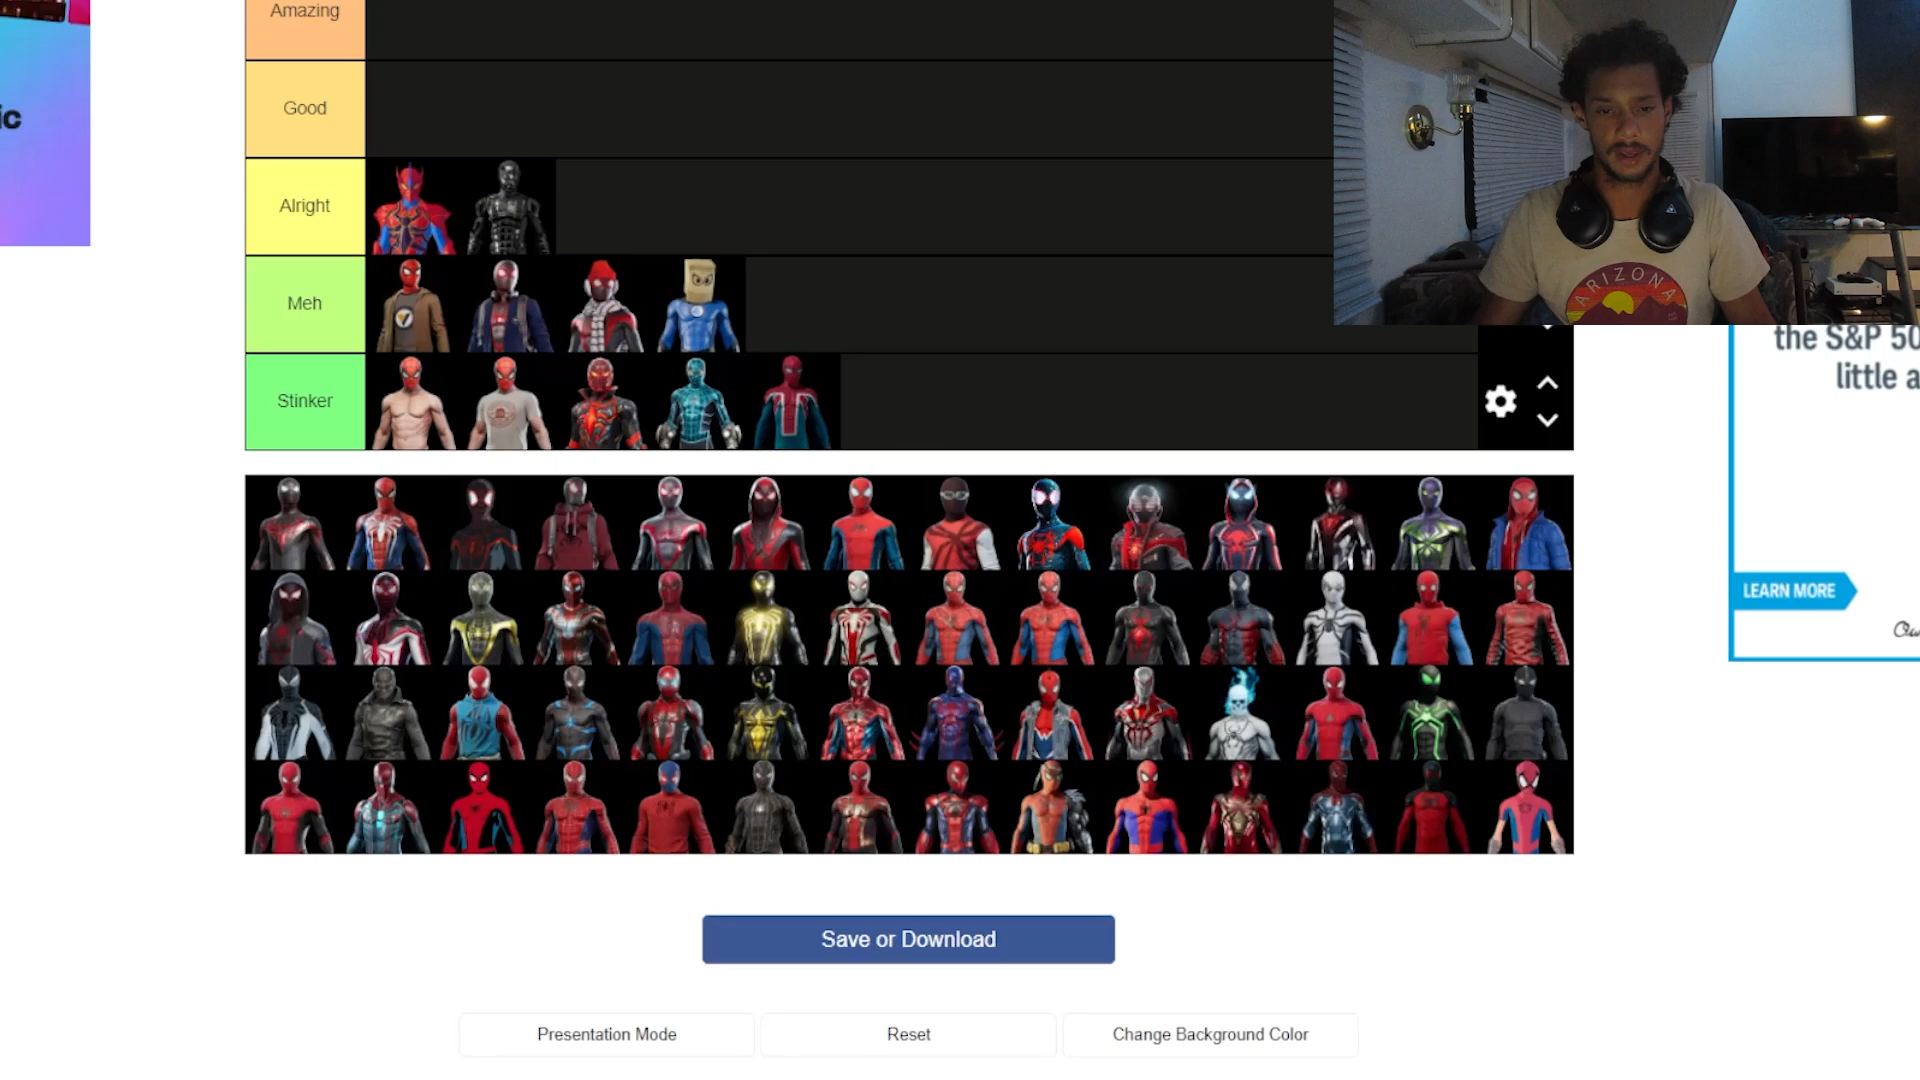 Amazing
ic
Good
Alright
ARIZONA
Meh
the S&P 50
little a
Stinker
LEARN MORE
Save or Download
Presentation Mode
Reset
Change Background Color